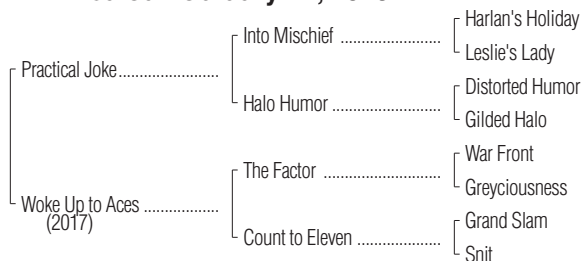 Harlan's Holiday
Into Mischief ....................
Leslie's Lady
Practical Joke ....................
Distorted Humor
Halo Humor ....................
Gilded Halo
War Front
The Factor ....................
Greyciousness
Woke Up to Aces ....................
(2017)
Grand Slam
Count to Eleven ....................
Snit